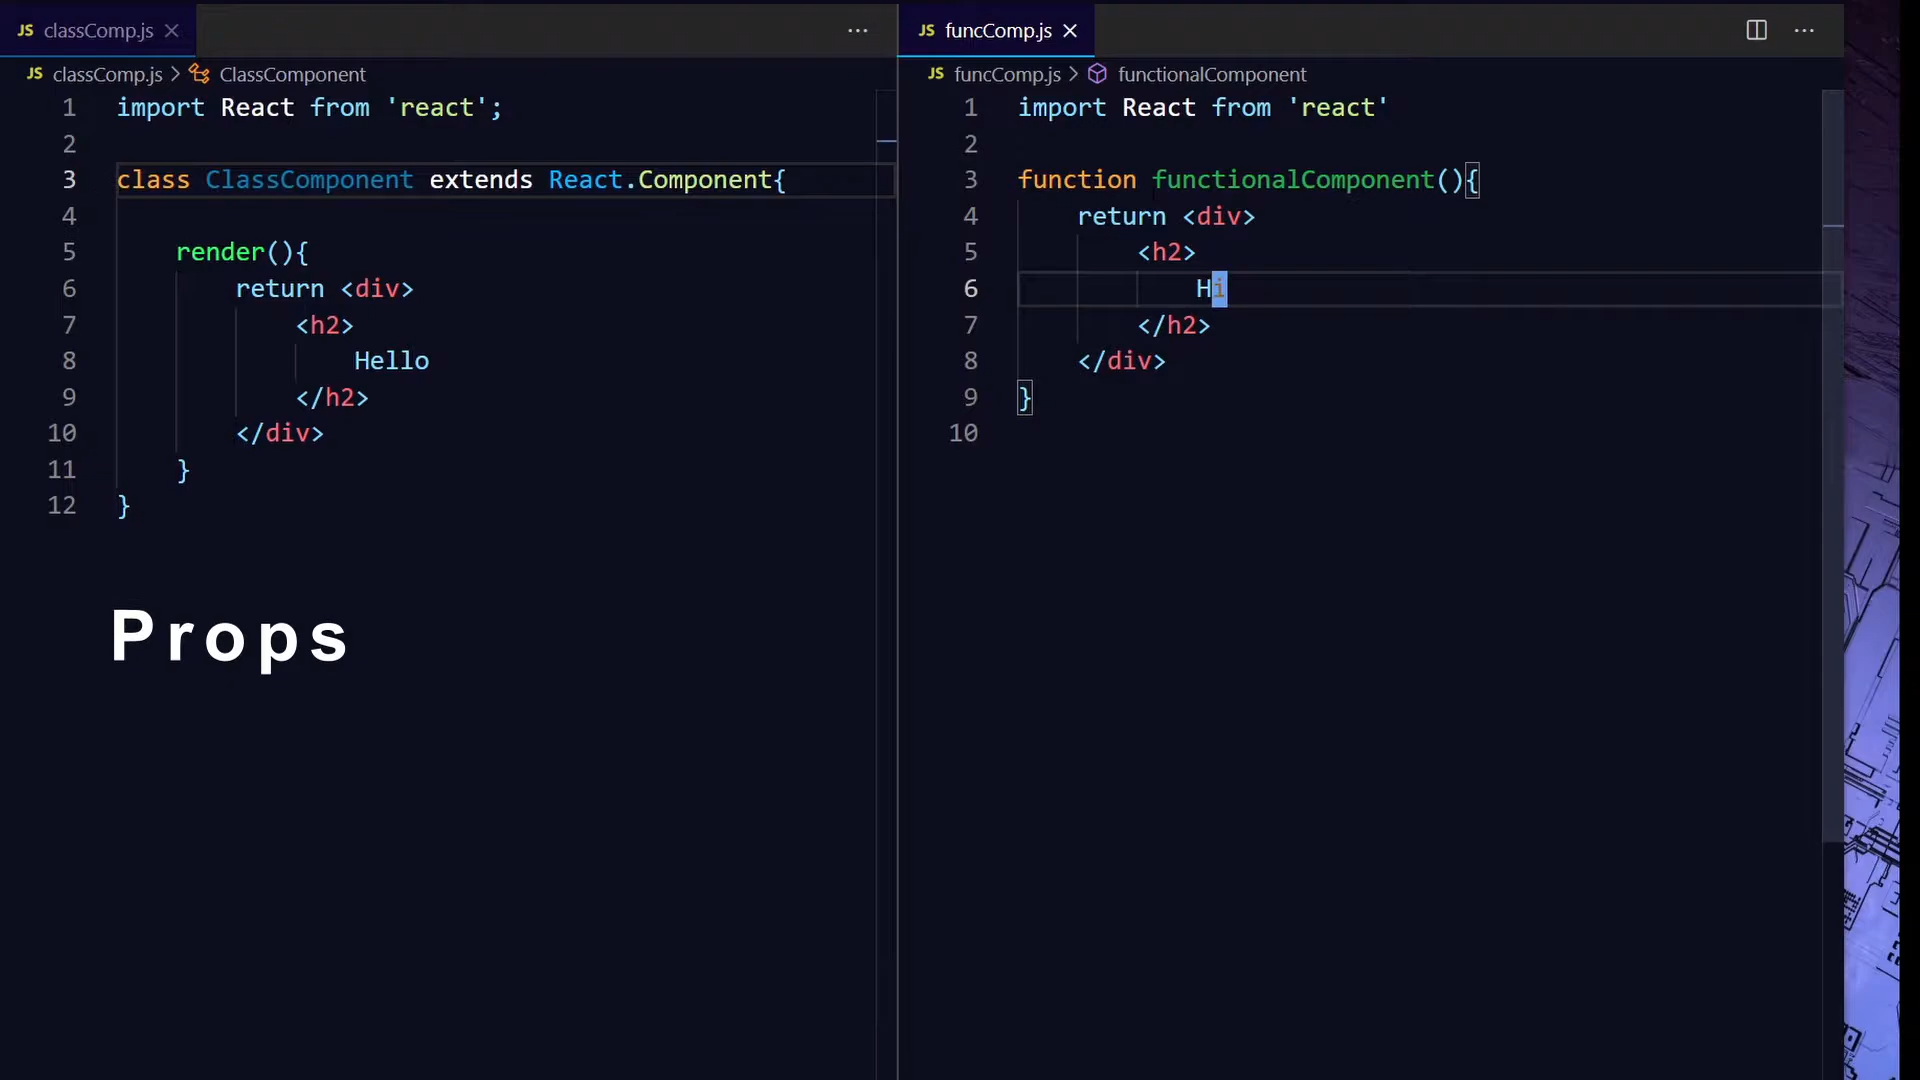 JS classComp.js
JS classComp.js > ClassComponent
1 import React from 'react';
2
3 class ClassComponent extends React.Component{
4
5 render(){
6 return <div>
7 <h2>
8 Hello
9 </h2>
10 </div>
11 }
12 }
Props
JS funcComp.js
JS funcComp.js > functionalComponent
1 import React from 'react'
2
3 function functionalComponent(){
4 return <div>
5 <h2>
6 Hi
7 </h2>
8 </div>
9 }
10